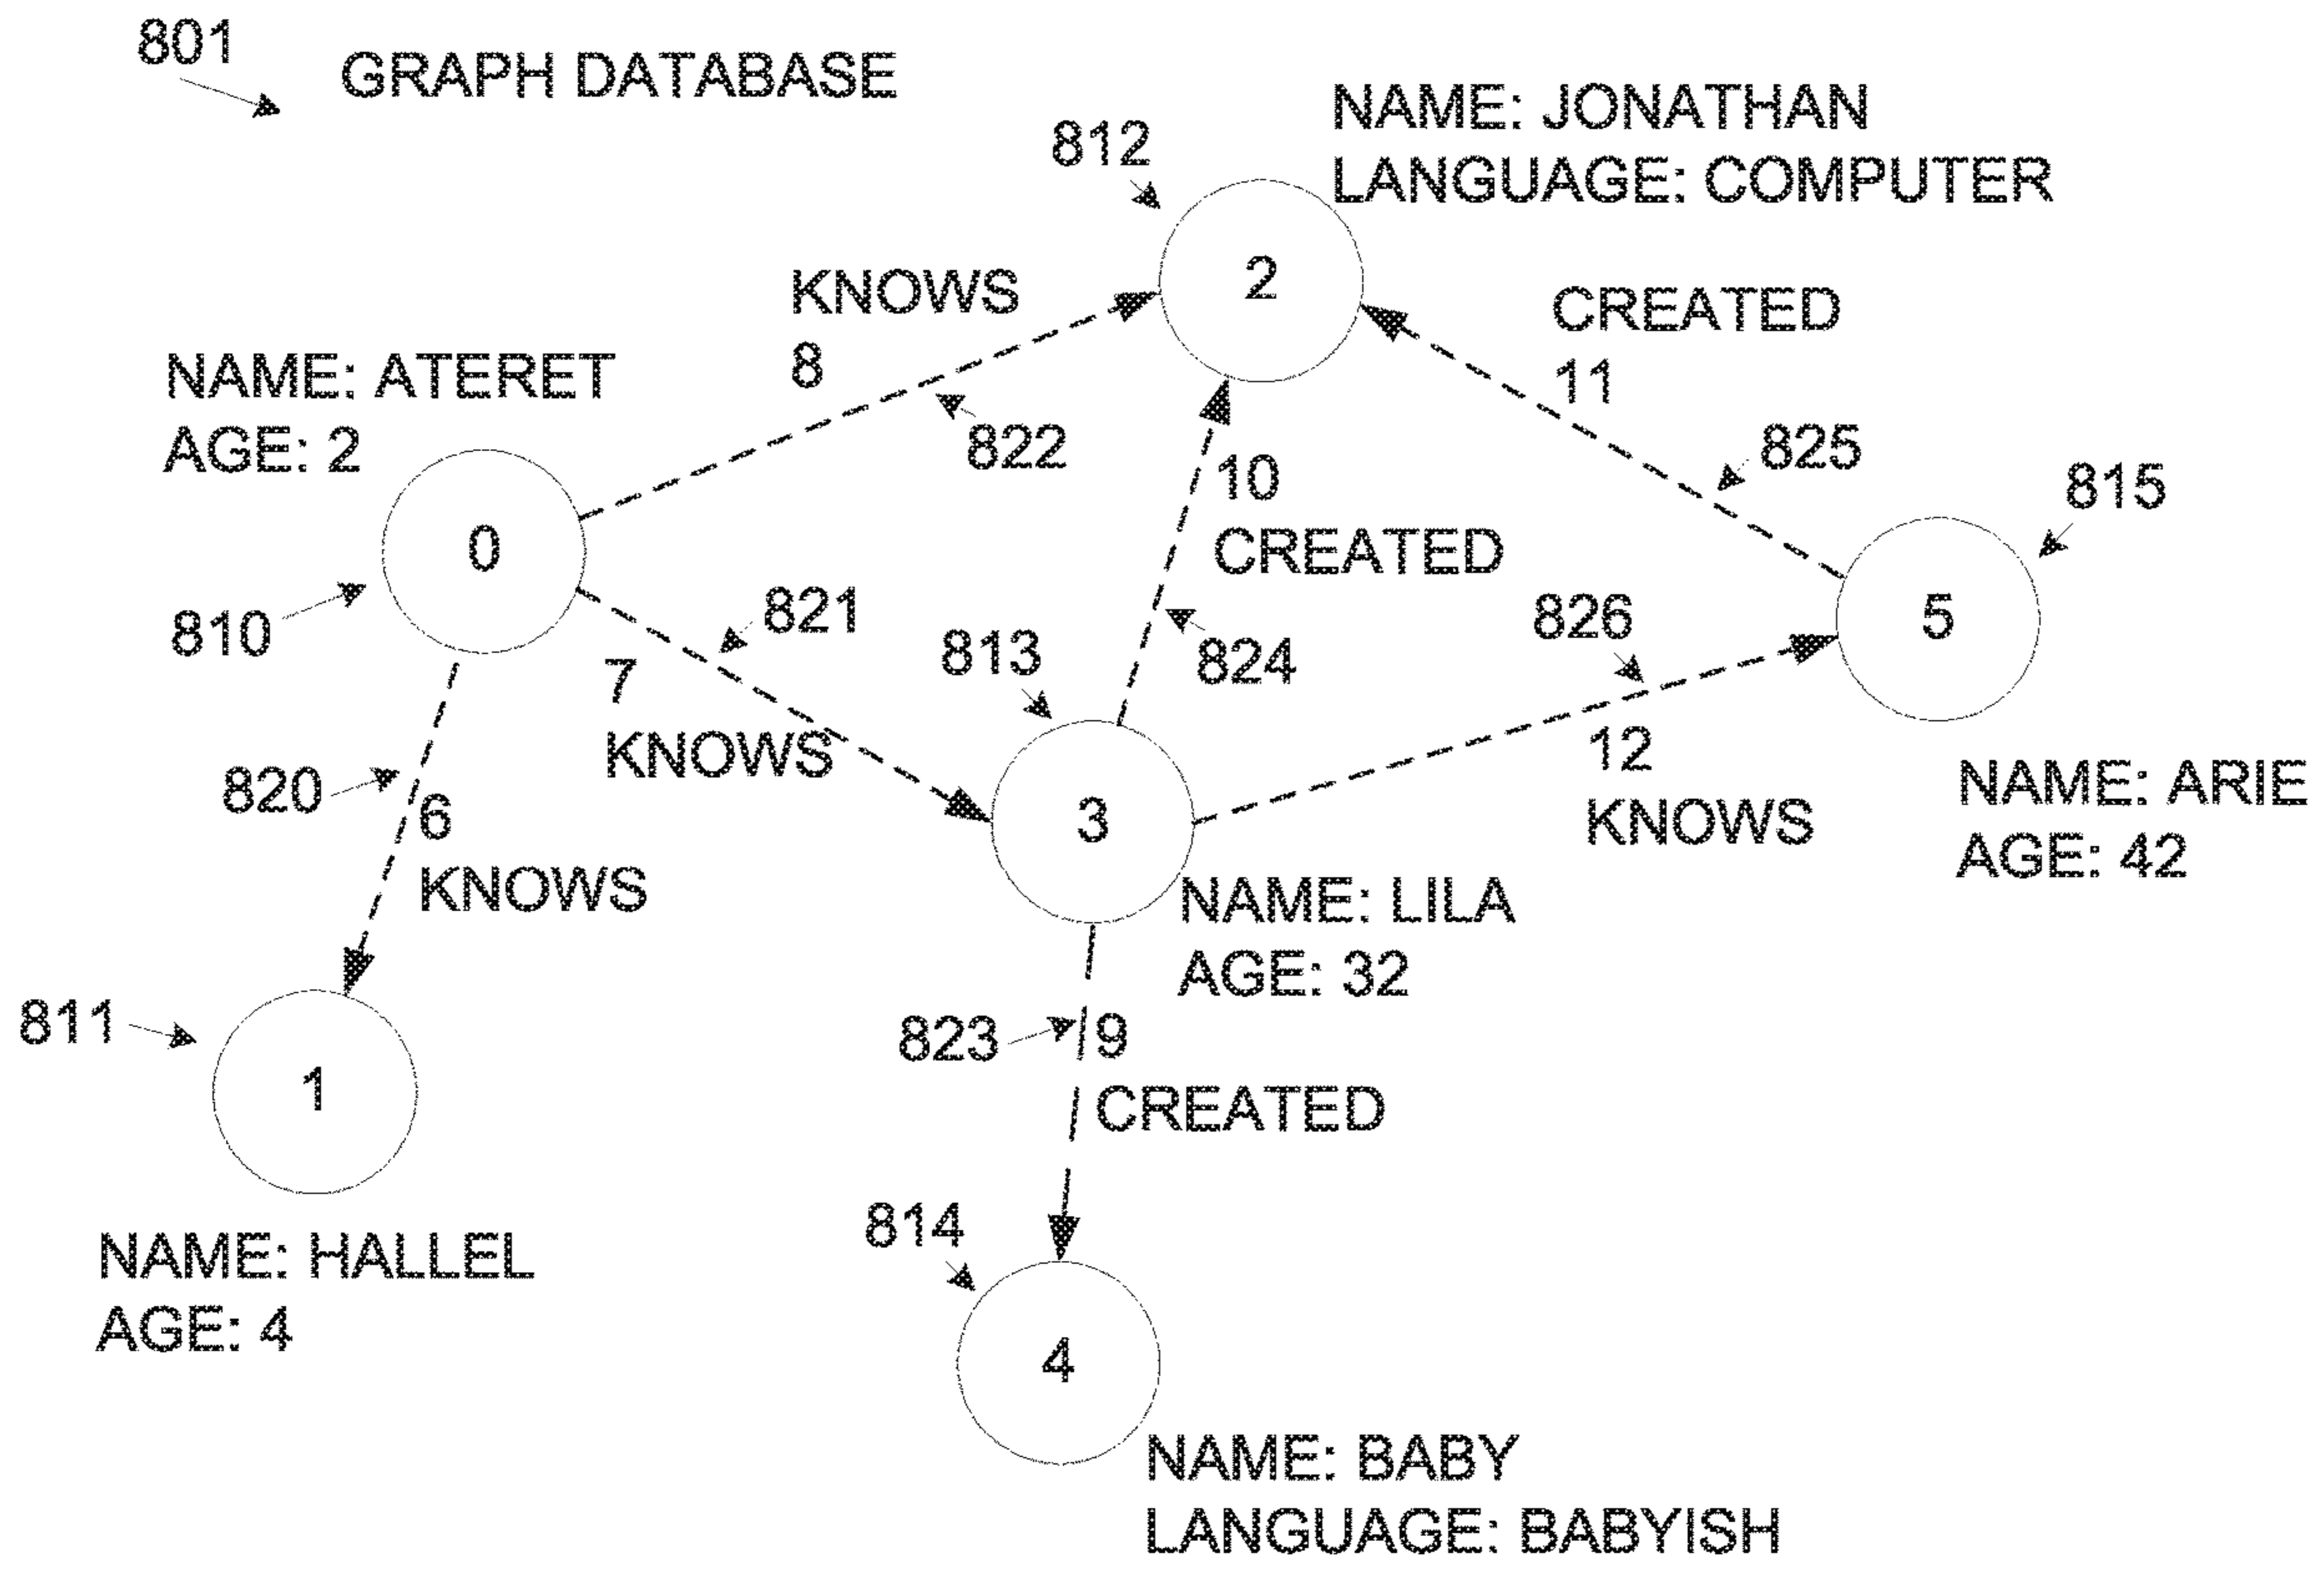 801
GRAPH DATABASE
812
NAME: JONATHAN
LANGUAGE: COMPUTER
2
KNOWS
8
CREATED
11
NAME: ATERET
AGE: 2
822
825
815
0
10
CREATED
810
821
826
5
7
KNOWS
813
824
12
KNOWS
820
6
KNOWS
3
NAME: ARIE
AGE: 42
NAME: LILA
AGE: 32
811
1
823
9
CREATED
NAME: HALLEL
AGE: 4
814
4
NAME: BABY
LANGUAGE: BABYISH